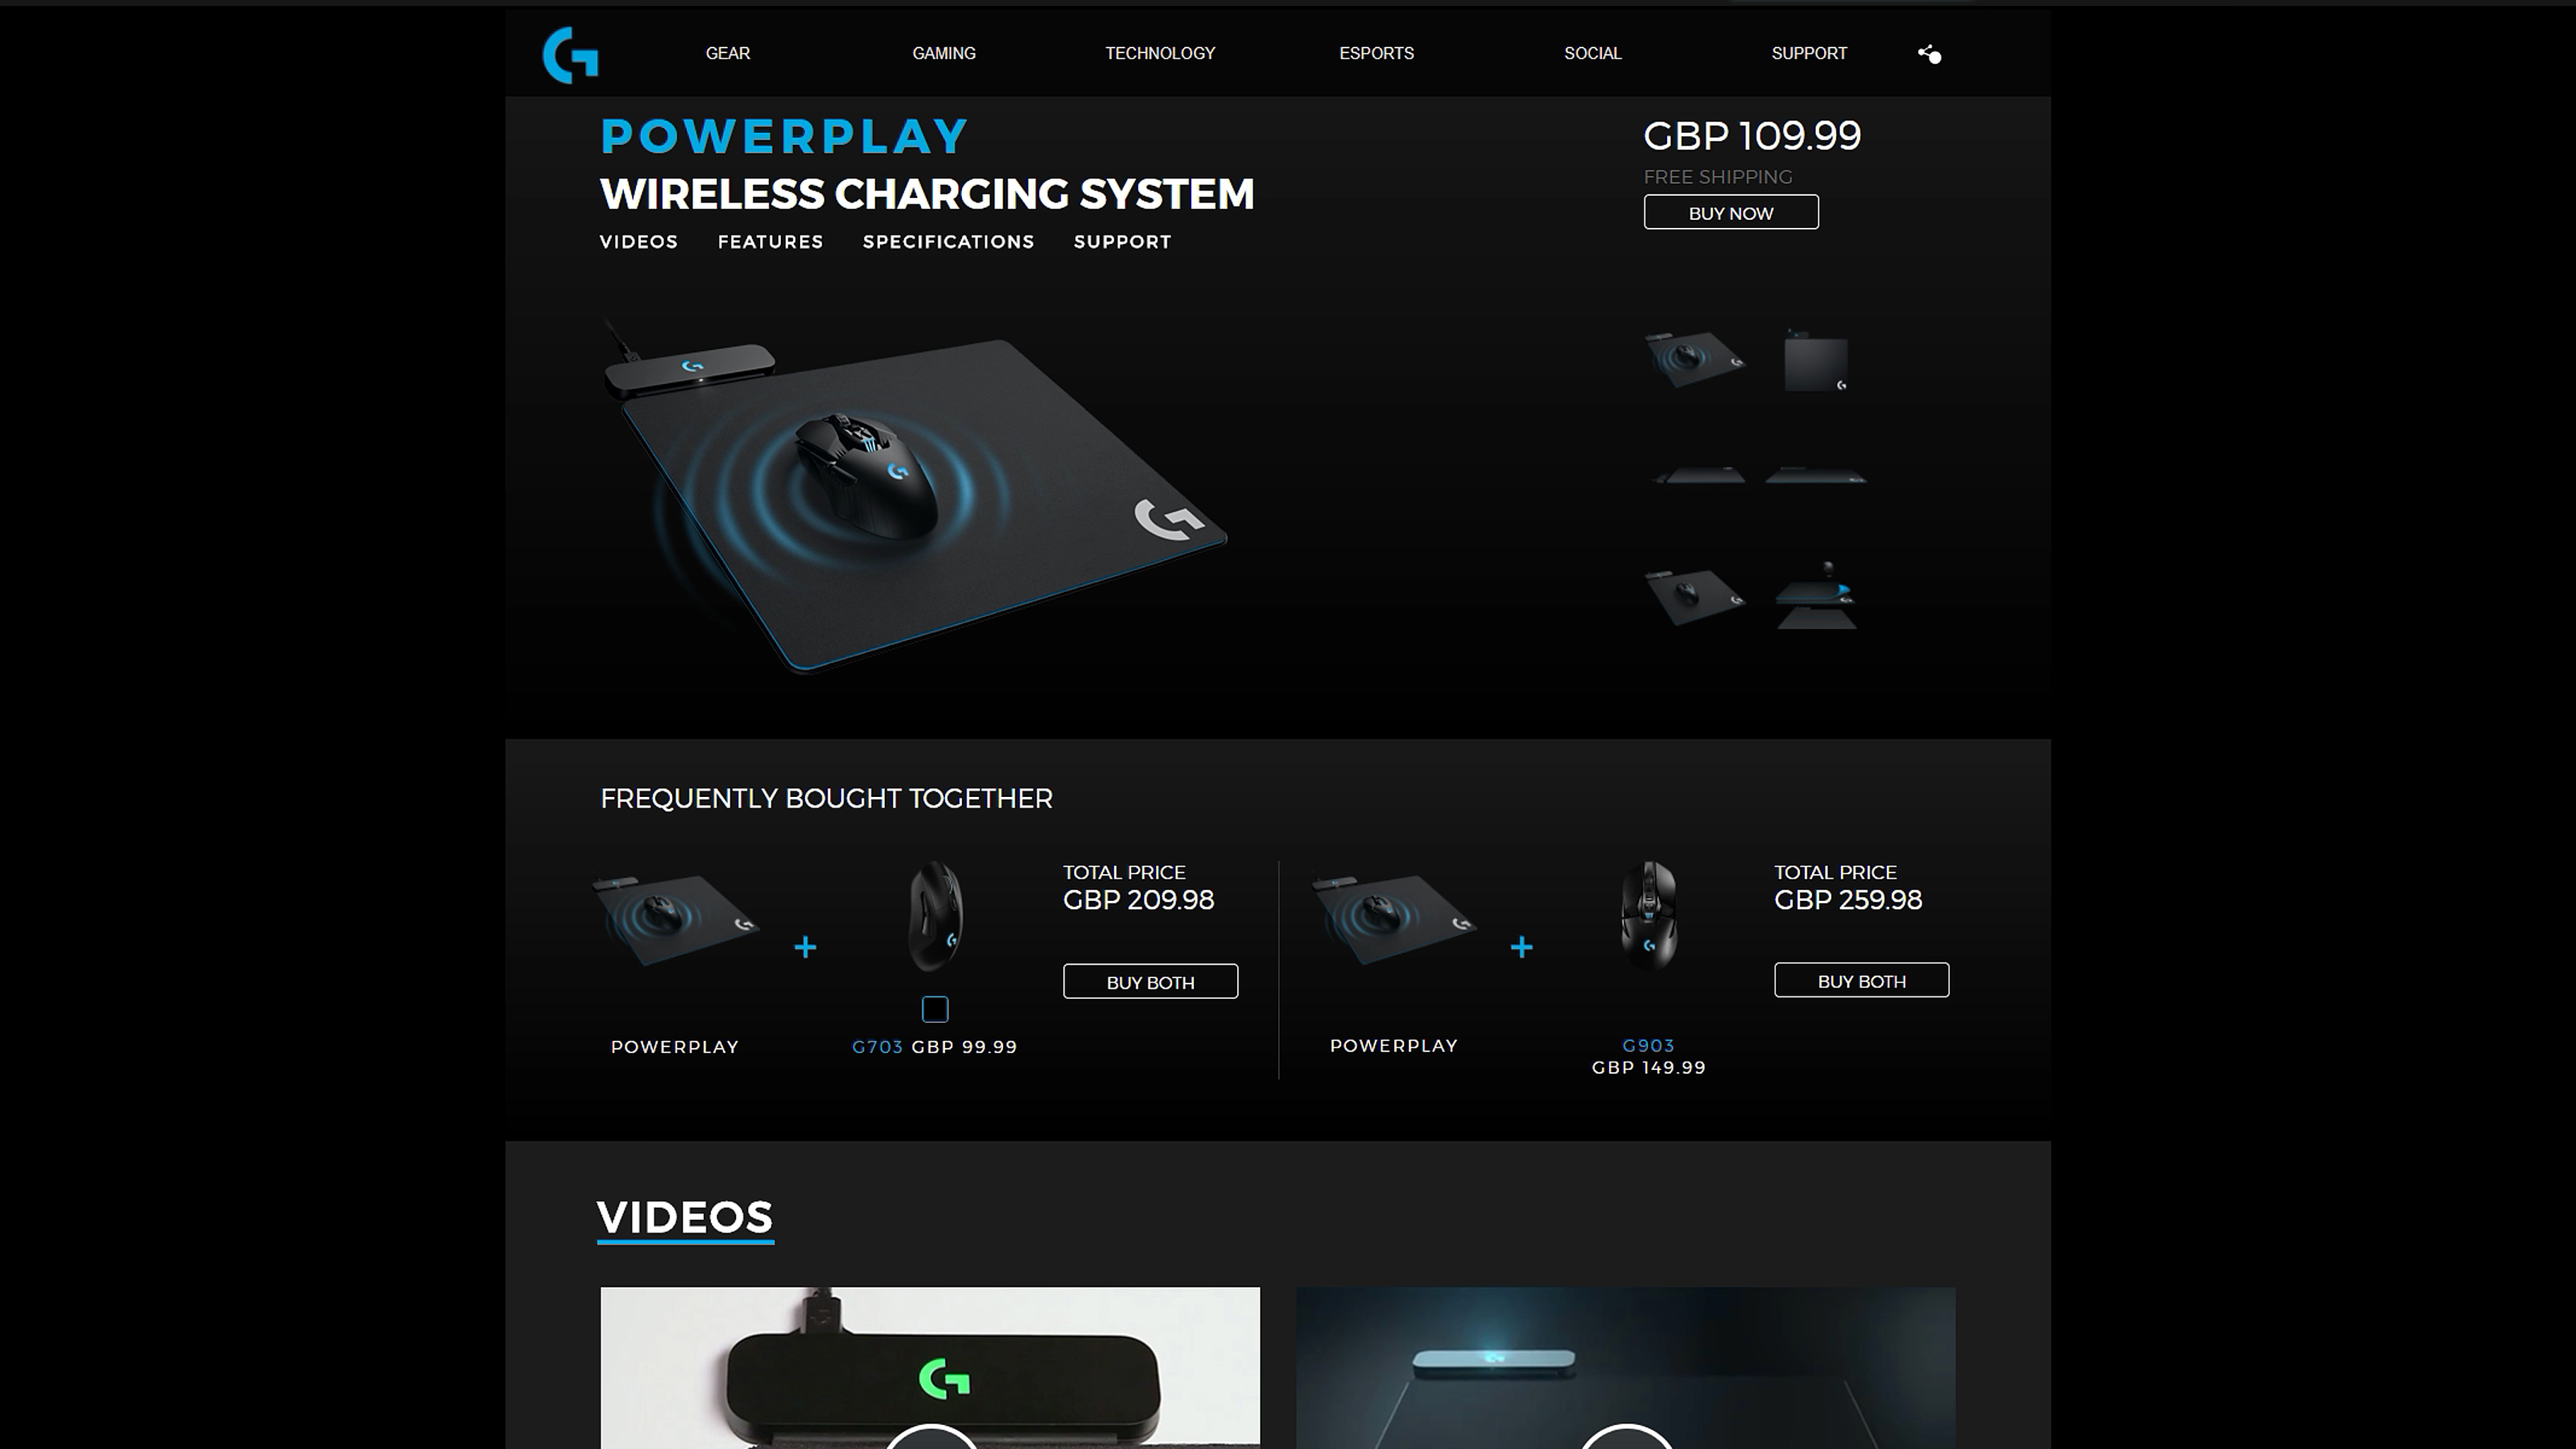 GEAR GAMING TECHNOLOGY ESPORTS SOCIAL SUPPORT
POWERPLAY
WIRELESS CHARGING SYSTEM
VIDEOS FEATURES SPECIFICATIONS SUPPORT
GBP 109.99
FREE SHIPPING
BUY NOW
FREQUENTLY BOUGHT TOGETHER
POWERPLAY
+
G703 GBP 99.99
TOTAL PRICE
GBP 209.98
BUY BOTH
POWERPLAY
+
G903
GBP 149.99
TOTAL PRICE
GBP 259.98
BUY BOTH
VIDEOS